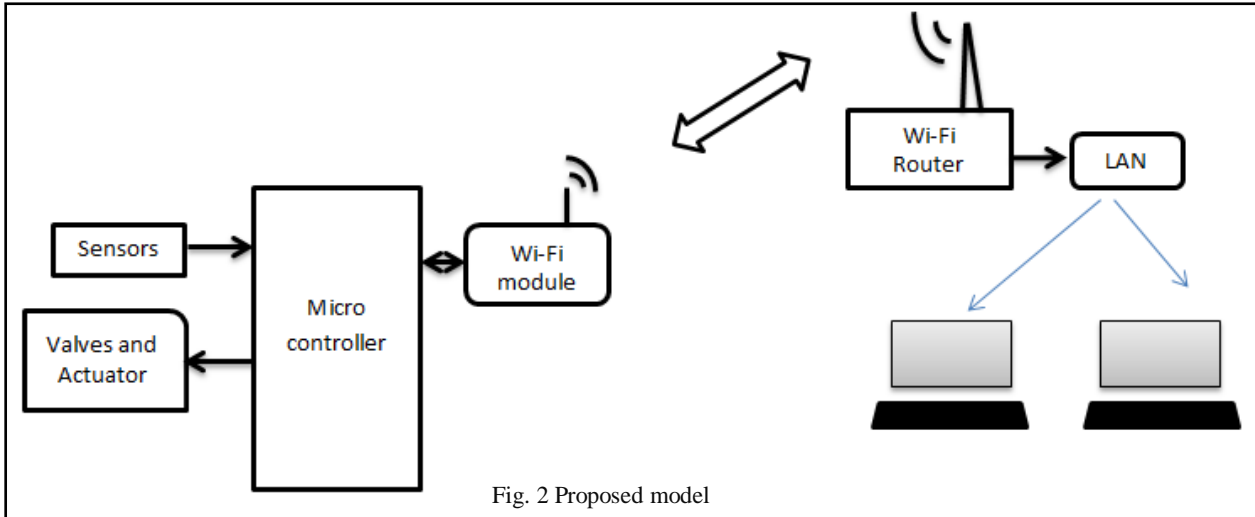 Sensors
Valves and
Actuator
Micro
controller
Wi-Fi
module
Wi-Fi
Router
LAN
Fig. 2 Proposed model